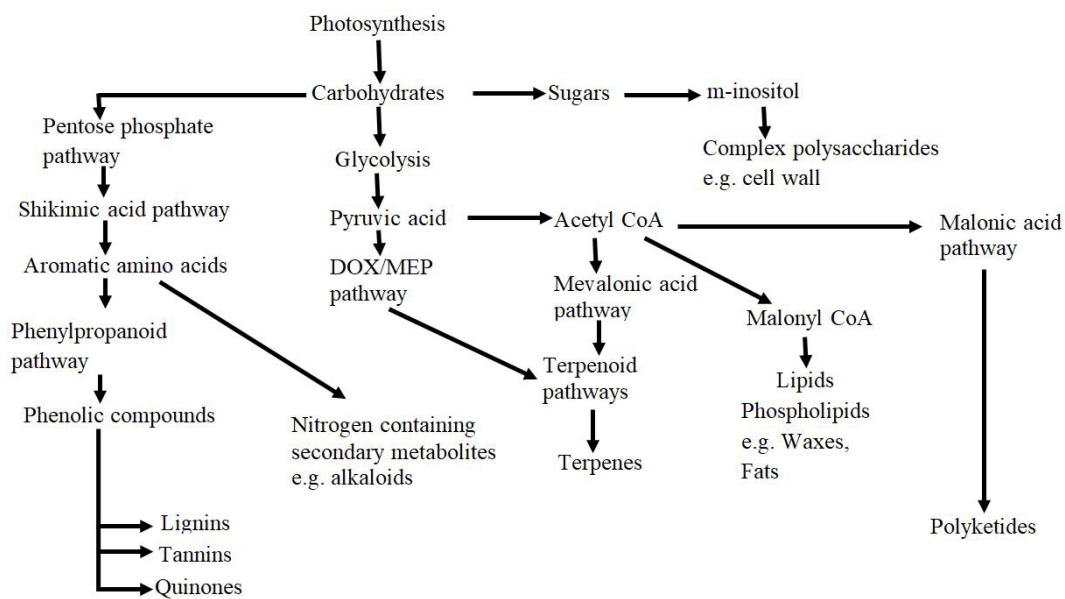 Photosynthesis
Carbohydrates
Sugars
m-inositol
Pentose phosphate
pathway
Glycolysis
Complex polysaccharides
e.g. cell wall
Shikimic acid pathway
Pyruvic acid
Acetyl CoA
Malonic acid
pathway
Aromatic amino acids
DOX/MEP
pathway
Mevalonic acid
pathway
Malonyl CoA
Phenylpropanoid
pathway
Terpenoid
pathways
Lipids
Phospholipids
e.g. Waxes,
Fats
Phenolic compounds
Nitrogen containing
secondary metabolites
e.g. alkaloids
Terpenes
Lignins
Tannins
Quinones
Polyketides